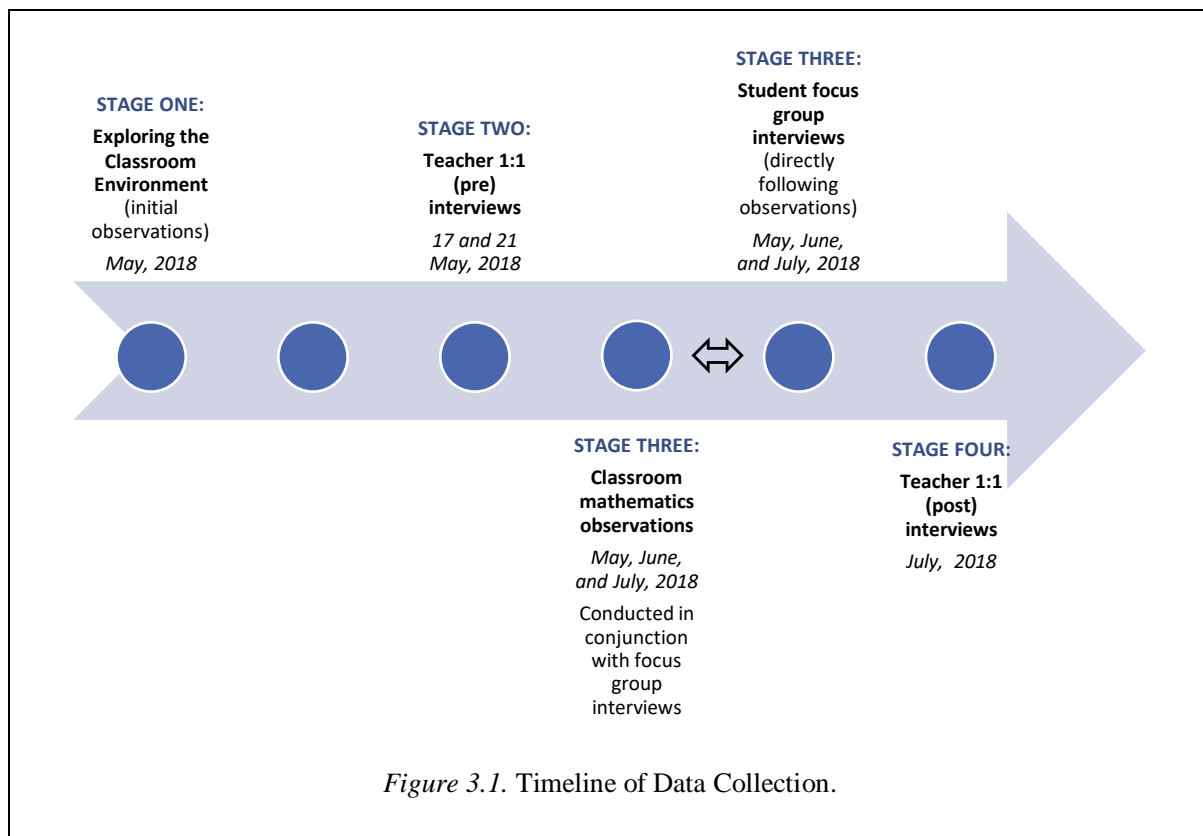 STAGE ONE:
Exploring the
Classroom
Environment
(initial
observations)
May, 2018
STAGE TWO:
Teacher 1:1
(pre)
interviews
17 and 21
May, 2018
STAGE THREE:
Student focus
group
interviews
(directly
following
observations)
May, June,
and July, 2018
STAGE THREE:
Classroom
mathematics
observations
May, June,
and July, 2018
Conducted in
conjunction
with focus
group
interviews
STAGE FOUR:
Teacher 1:1
(post)
interviews
July, 2018
Figure 3.1. Timeline of Data Collection.